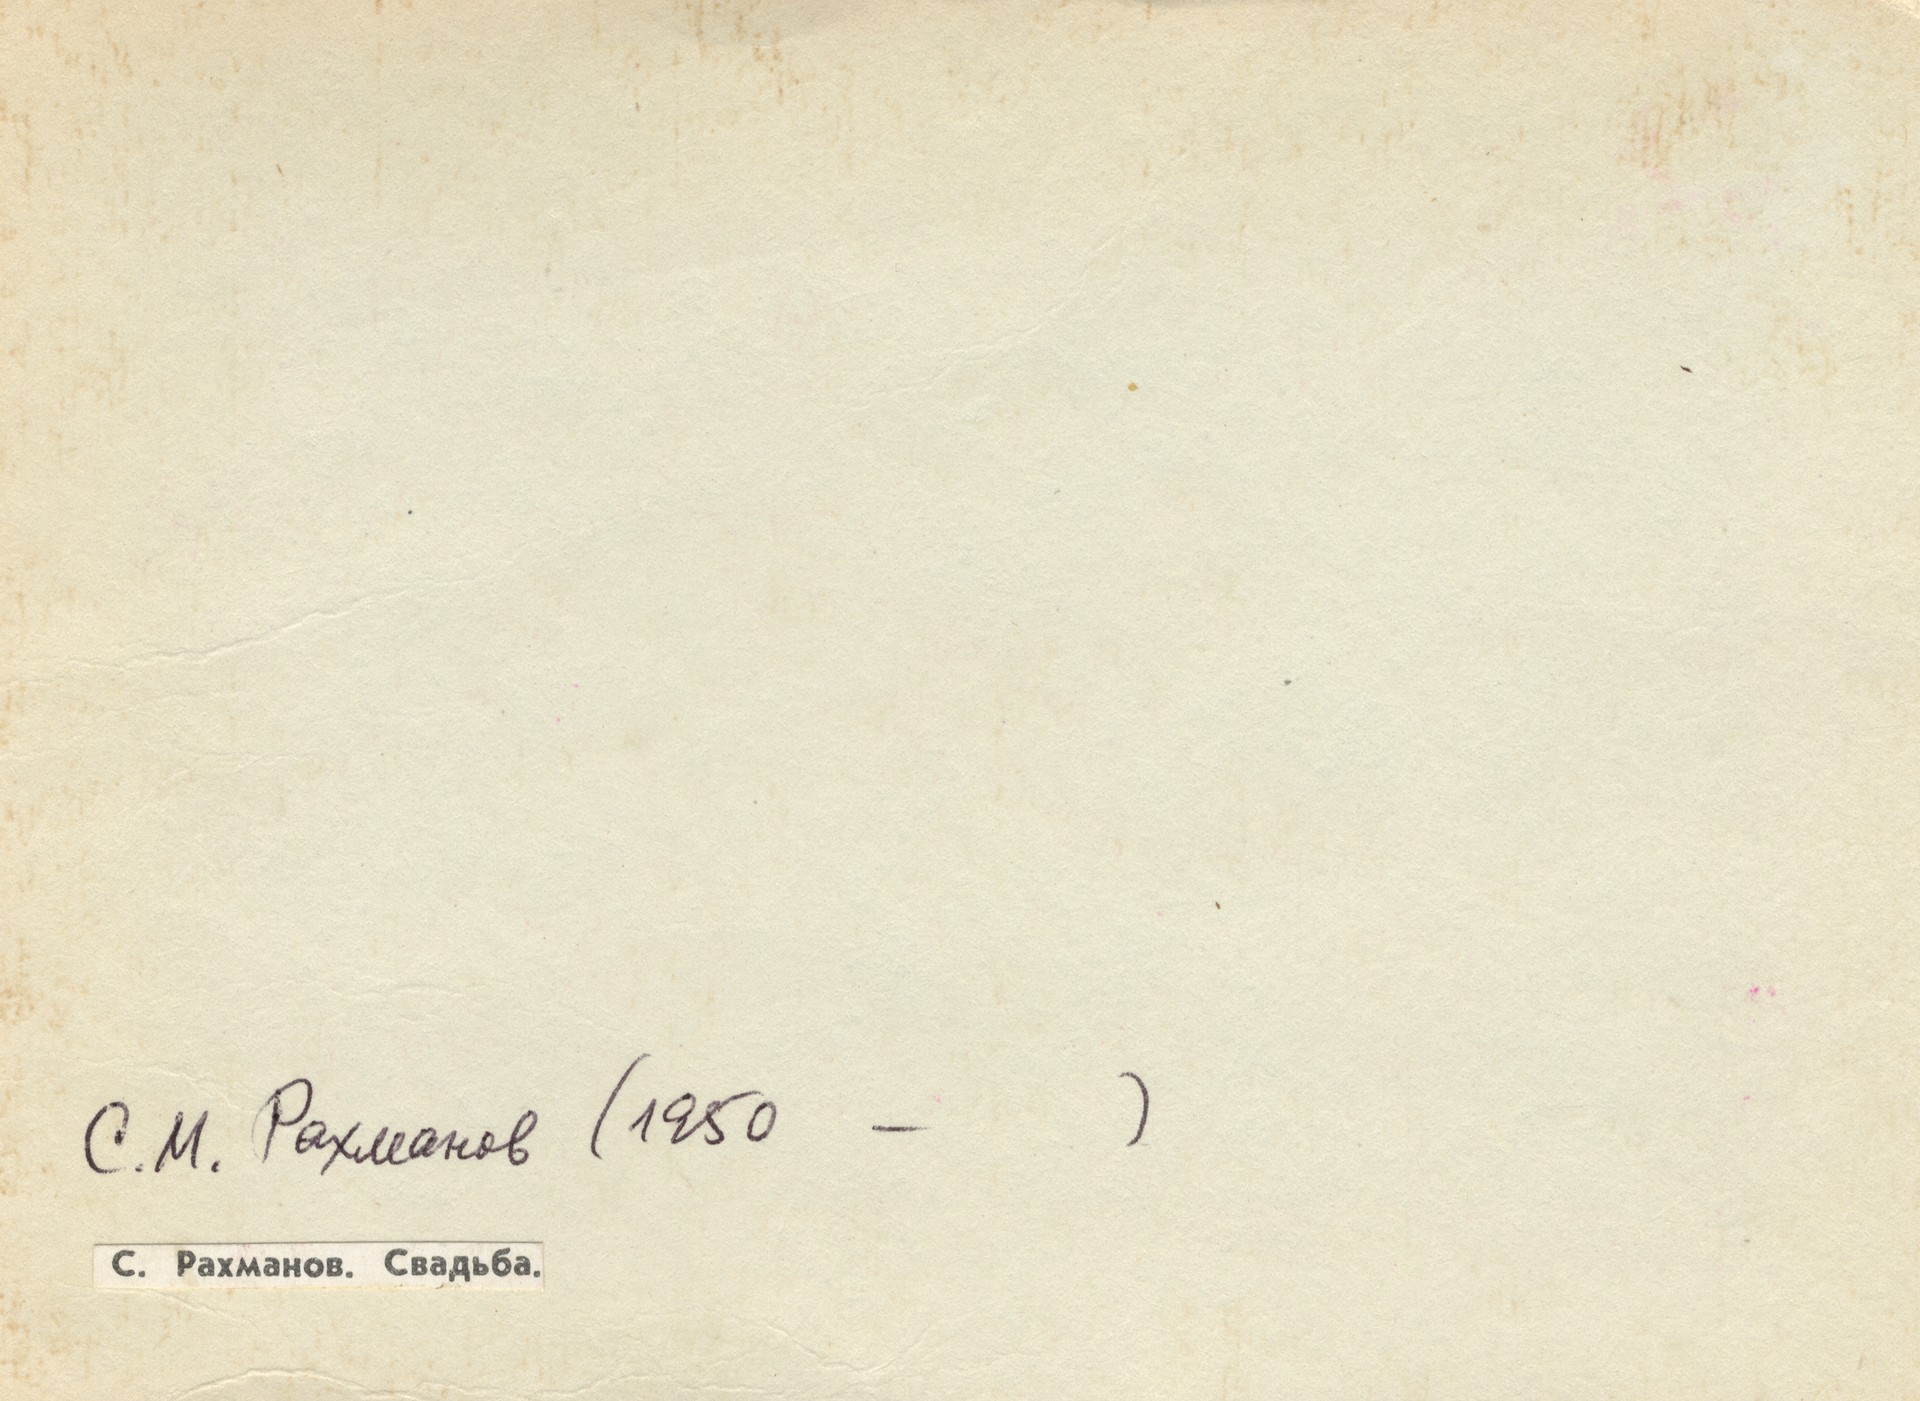 С.М. Рахманов (1950 – )
С. Рахманов. Свадьба.